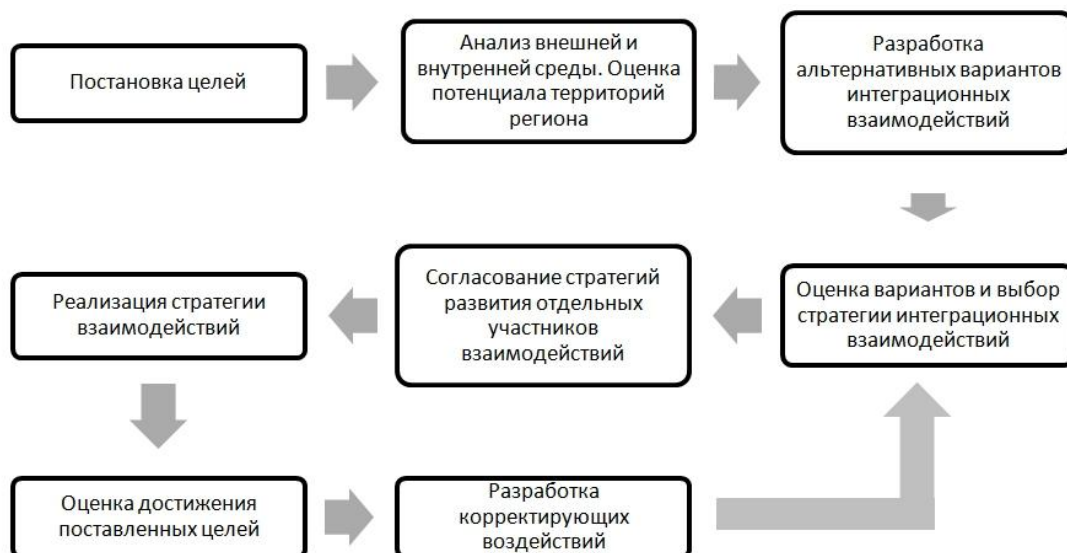 Постановка целей
Анализ внешней и
внутренней среды. Оценка
потенциала территорий
региона
Разработка
альтернативных вариантов
интеграционных
взаимодействий
Оценка вариантов и выбор
стратегии интеграционных
взаимодействий
Согласование стратегий
развития отдельных
участников
взаимодействий
Реализация стратегии
взаимодействий
Оценка достижения
поставленных целей
Разработка
корректирующих
воздействий